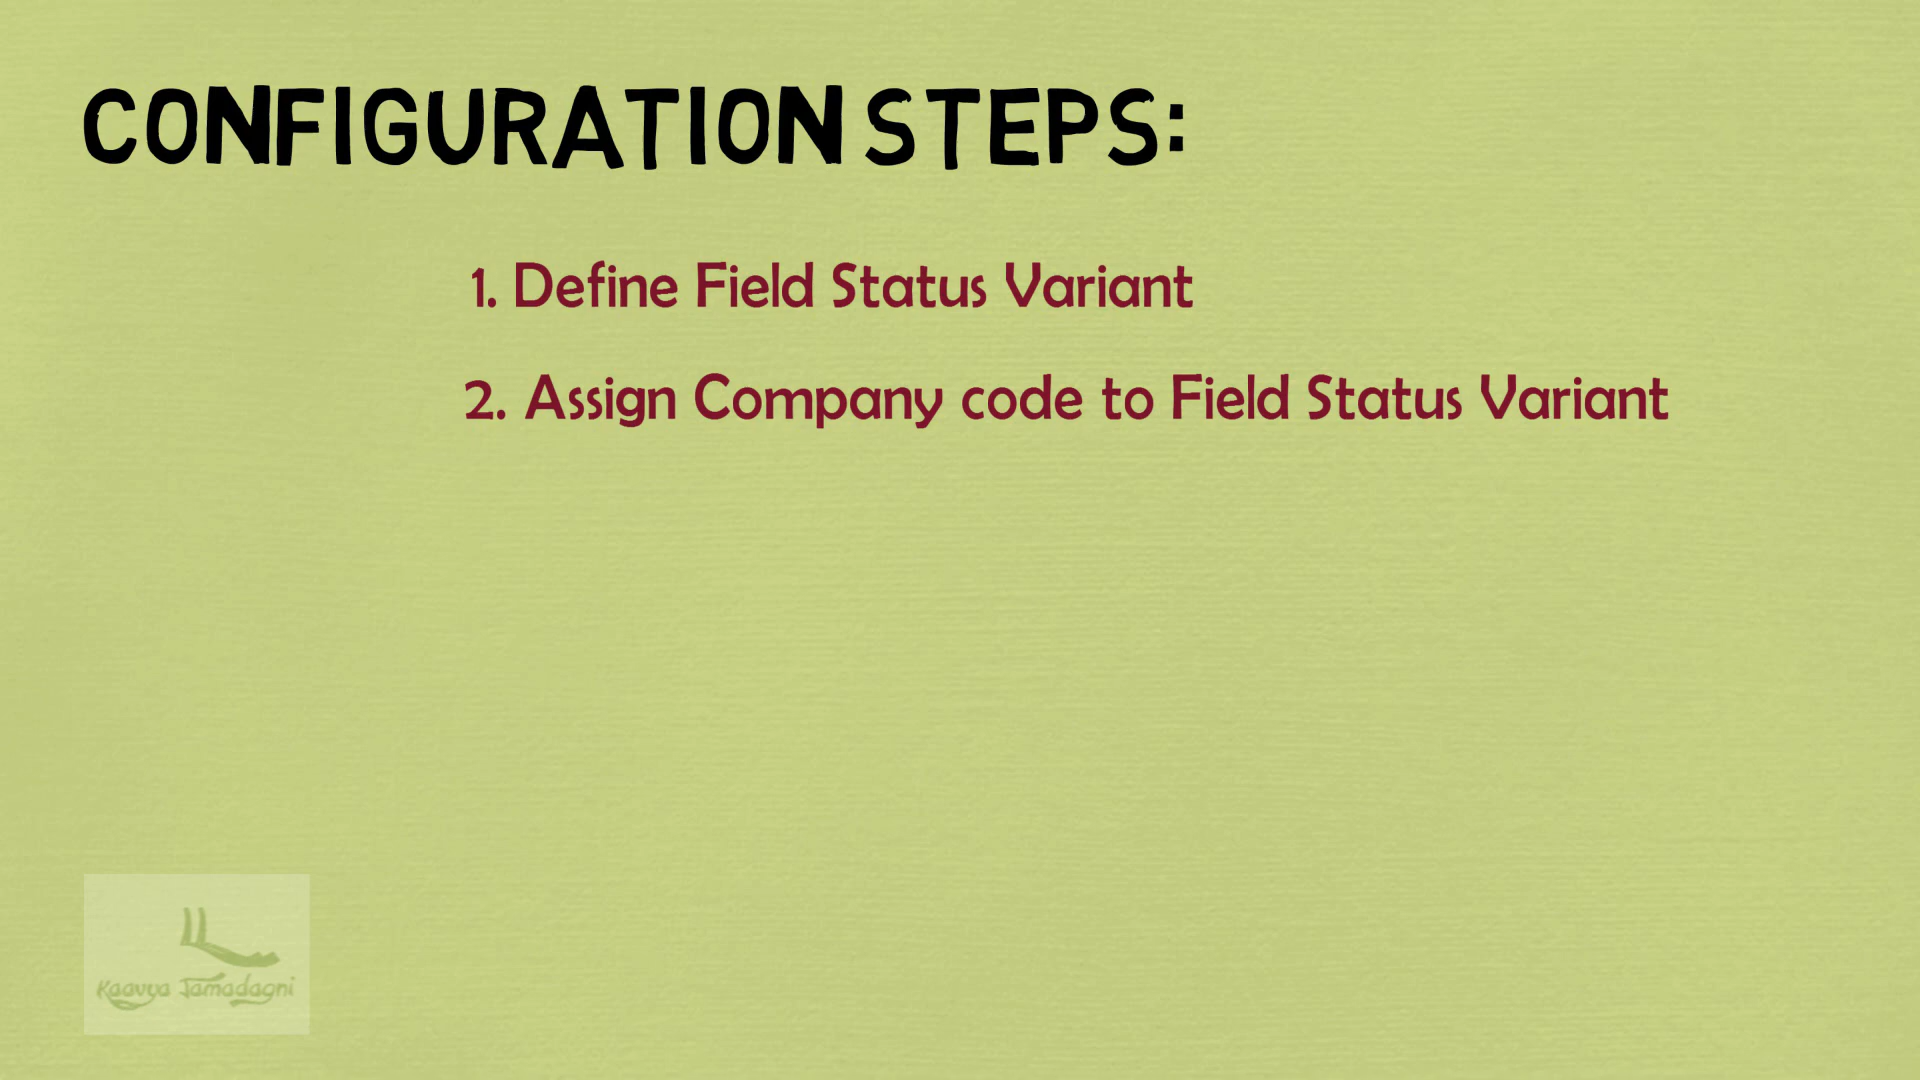 CONFIGURATION STEPS:
1. Define Field Status Variant
2. Assign Company code to Field Status Variant
Kaavya Jamadagni